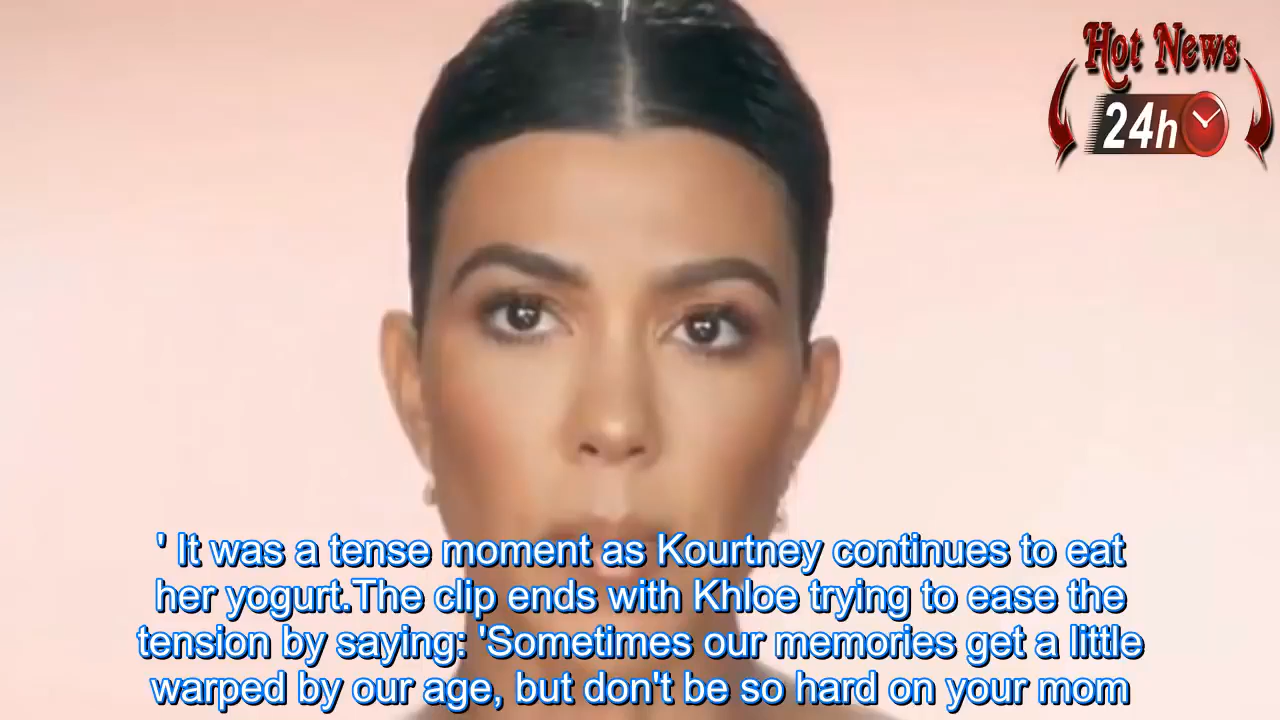 Hot News
24h
' It was a tense moment as Kourtney continues to eat
her yogurt.The clip ends with Khloe trying to ease the
tension by saying: 'Sometimes our memories get a little
warped by our age, but don't be so hard on your mom